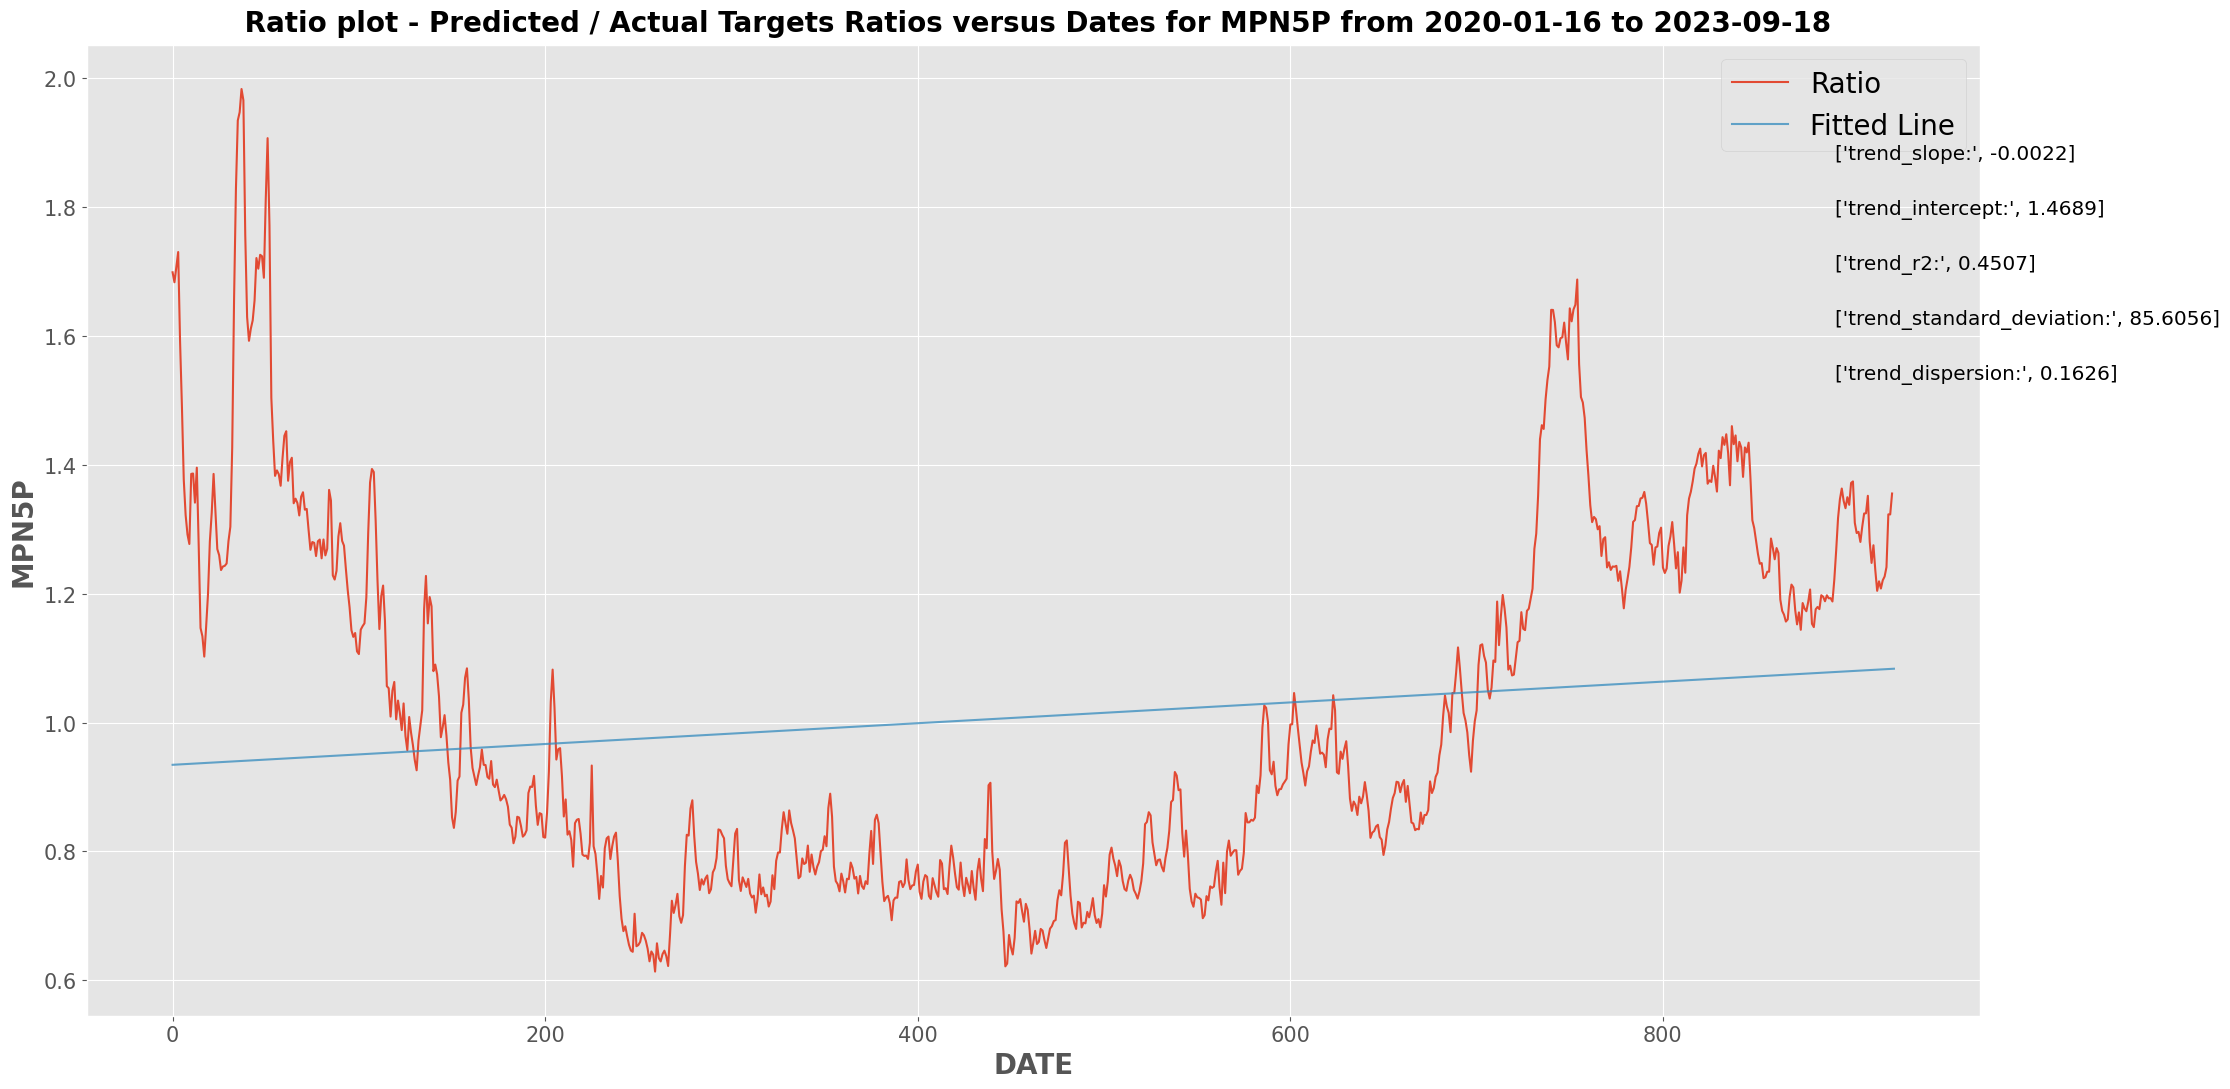 Ratio plot - Predicted / Actual Targets Ratios versus Dates for MPN5P from 2020-01-16 to 2023-09-18
Ratio
Fitted Line
['trend_slope:', -0.0022]
['trend_intercept:', 1.4689]
['trend_r2:', 0.4507]
['trend_standard_deviation:', 85.6056]
['trend_dispersion:', 0.1626]
MPN5P
2.0
1.8
1.6
1.4
1.2
1.0
0.8
0.6
0 200 400 600 800
DATE